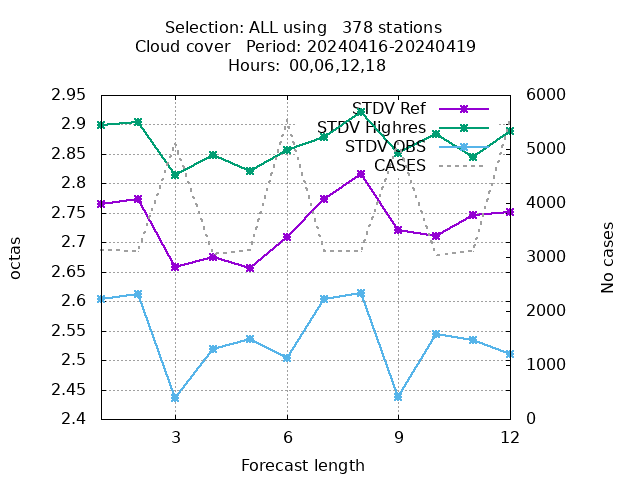 Selection: ALL using   378 stations
Cloud cover   Period: 20240416-20240419
Hours:  00,06,12,18
STDV Ref
STDV Highres
STDV OBS
CASES
2.95
2.9
2.85
2.8
2.75
2.7
2.65
2.6
2.55
2.5
2.45
2.4
6000
5000
4000
3000
2000
1000
0
octas
No cases
3 6 9 12
Forecast length